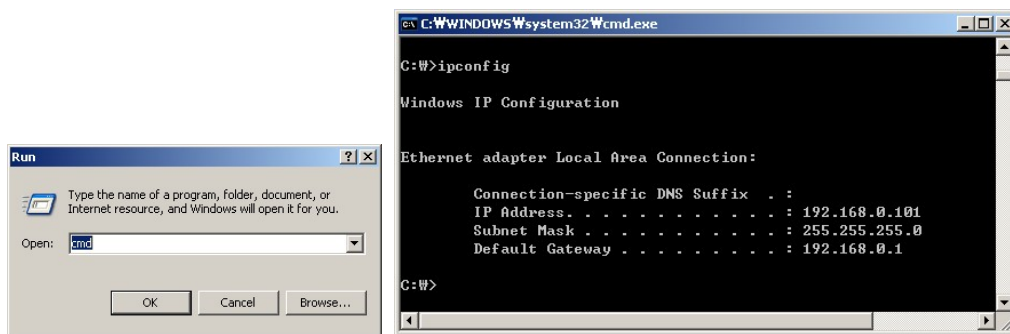 Run
Type the name of a program, folder, document, or
Internet resource, and Windows will open it for you.
Open:
cmd
OK
Cancel
Browse...
C:₩WINDOWS₩system32₩cmd.exe
C:₩>ipconfig
Windows IP Configuration
Ethernet adapter Local Area Connection:
Connection-specific DNS Suffix . :
IP Address. . . . . . . . . . . . : 192.168.0.101
Subnet Mask . . . . . . . . . . . : 255.255.255.0
Default Gateway . . . . . . . . . : 192.168.0.1
C:₩>